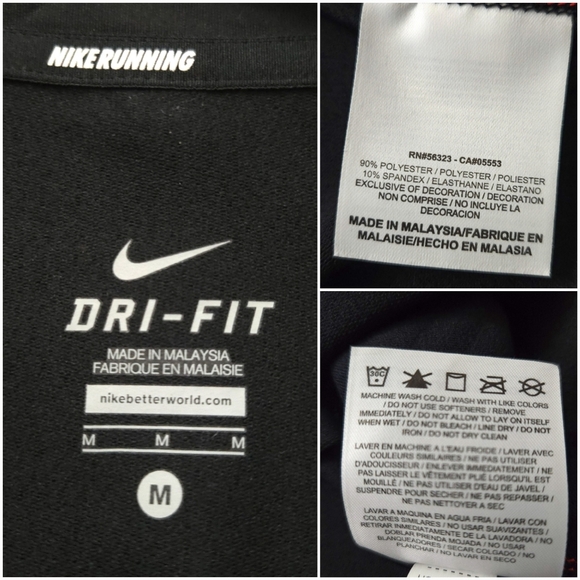 NIKE RUNNING
DRI-FIT
MADE IN MALAYSIA
FABRIQUE EN MALAISIE
nikebetterworld.com
M M M
M
RN#56323 - CA#05553
90% POLYESTER / POLYESTER / POLIESTER
10% SPANDEX / ELASTHANNE / ELASTANO
EXCLUSIVE OF DECORATION / DECORATION
NON COMPRISE / NO INCLUYE LA
DECORACION
MADE IN MALAYSIA/FABRIQUE EN
MALAISIE/HECHO EN MALASIA
30C
MACHINE WASH COLD / WASH WITH LIKE COLORS
/ DO NOT USE SOFTENERS / REMOVE
IMMEDIATELY / DO NOT ALLOW TO LAY ON ITSELF
WHEN WET / DO NOT BLEACH / LINE DRY / DO NOT
IRON / DO NOT DRY CLEAN
LAVER EN MACHINE A L'EAU FROIDE / LAVER AVEC
COULEURS SIMILAIRES / NE PAS UTILISER
D'ADOUCISSEUR / ENLEVER IMMEDIATEMENT / NE
PAS LAISSER LE VÊTEMENT PLIÉ LORSQU'IL EST
MOUILLÉ / NE PAS UTILISER D'EAU DE JAVEL /
SUSPENDRE POUR SECHER / NE PAS REPASSER /
NE PAS NETTOYER A SEC
LAVAR A MAQUINA EN AGUA FRIA / LAVAR CON
COLORES SIMILARES / NO USAR SUAVIZANTES /
RETIRAR INMEDIATAMENTE DE LA LAVADORA / NO
DOBLAR PRENDA MOJADA / NO USAR
BLANQUEADORES / SECAR COLGADO / NO
PLANCHAR / NO LAVAR EN SECO